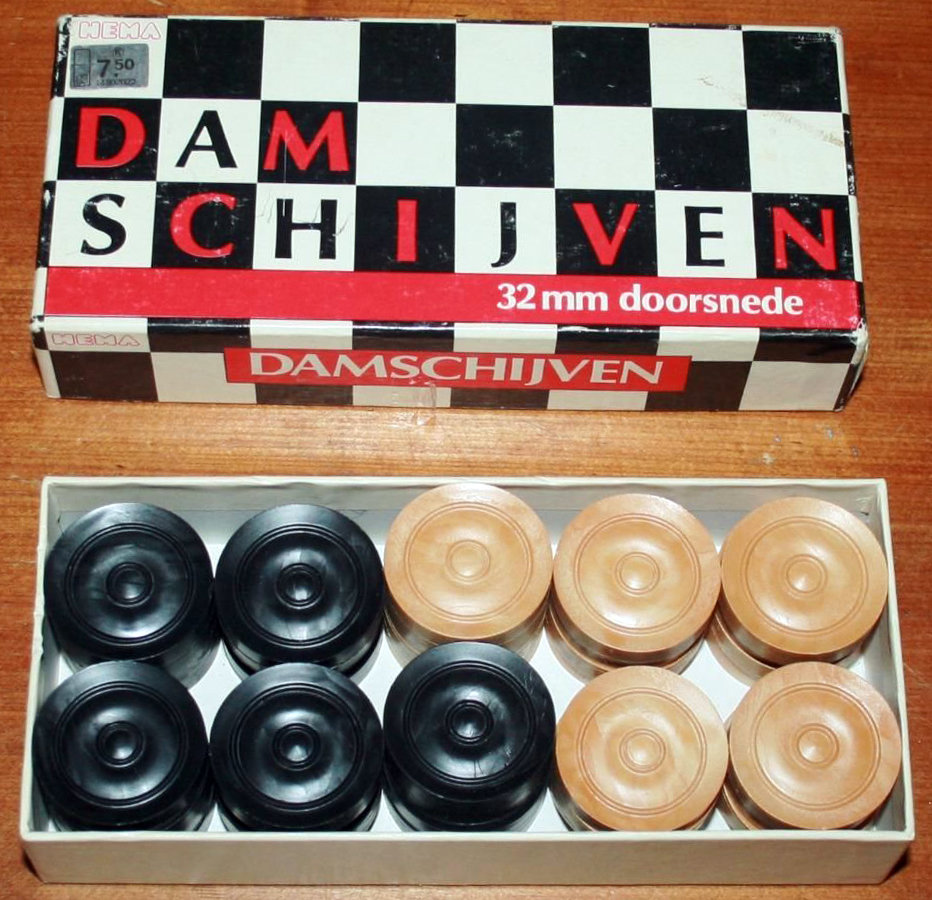 HEMA
7.50
DAM
SCHIJVEN
32 mm doorsnede
HEMA
DAMSCHIJVEN